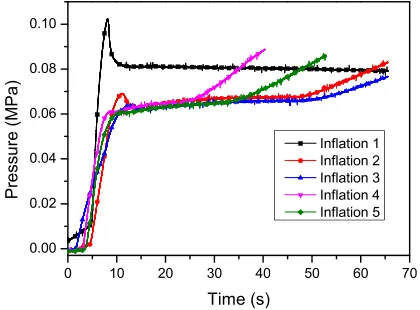 0.10
0.08
0.06
0.04
0.02
0.00
Pressure (MPa)
Inflation 1
Inflation 2
Inflation 3
Inflation 4
Inflation 5
0 10 20 30 40 50 60 70
Time (s)